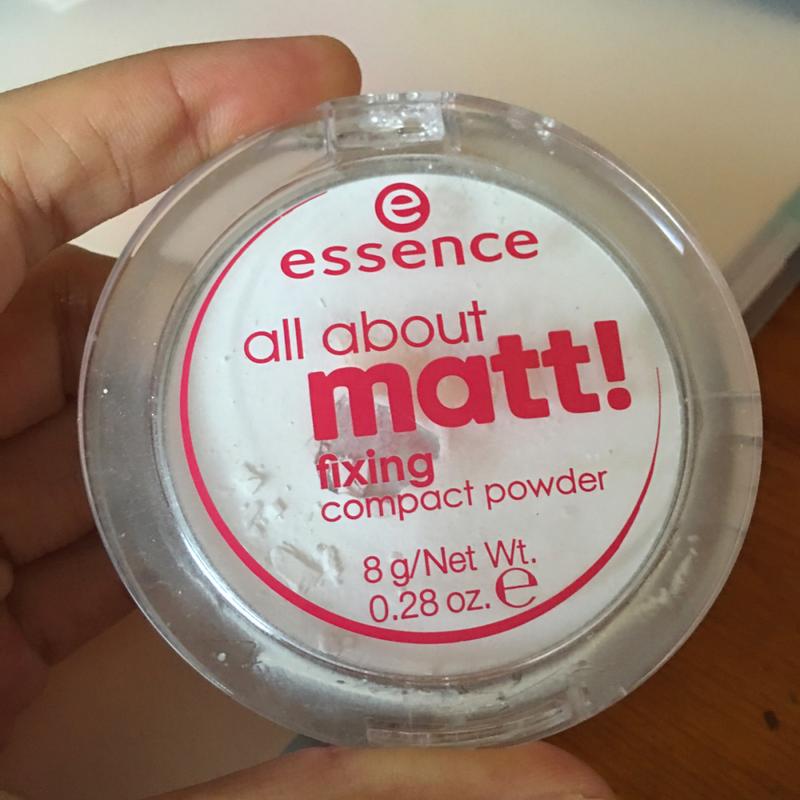 e
essence
all about
matt!
fixing
compact powder
8 g/Net Wt.
0.28 oz. ℮